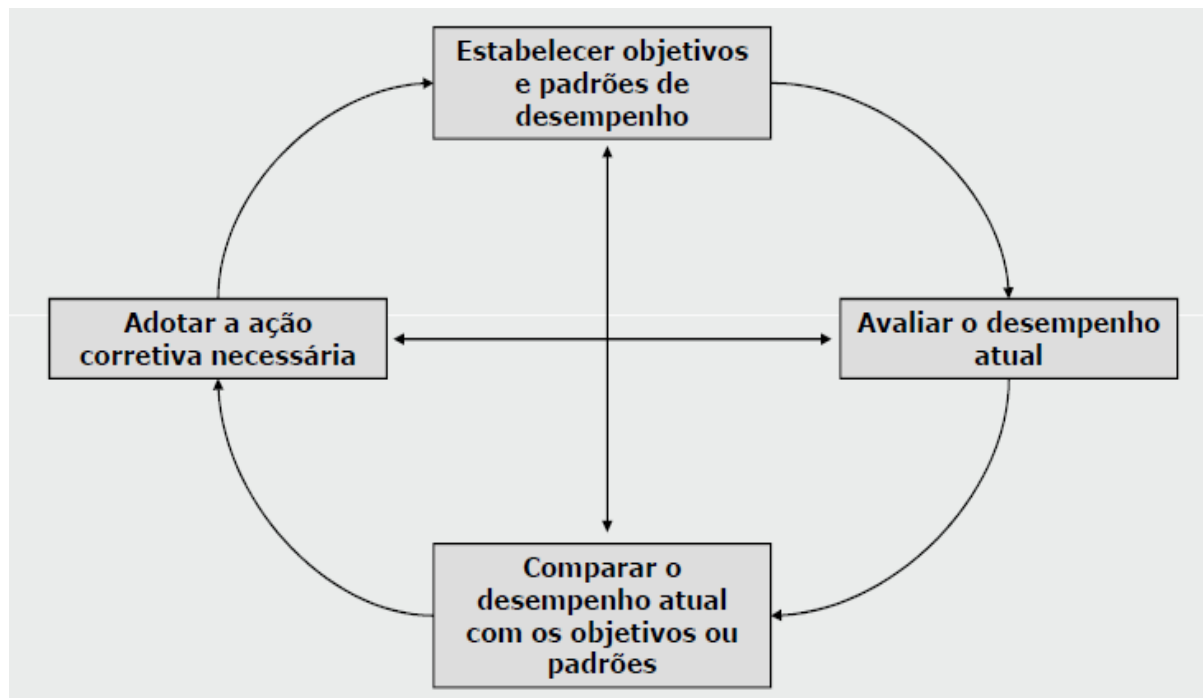 Estabelecer objetivos
e padrões de
desempenho
Adotar a ação
corretiva necessária
Avaliar o desempenho
atual
Comparar o
desempenho atual
com os objetivos ou
padrões